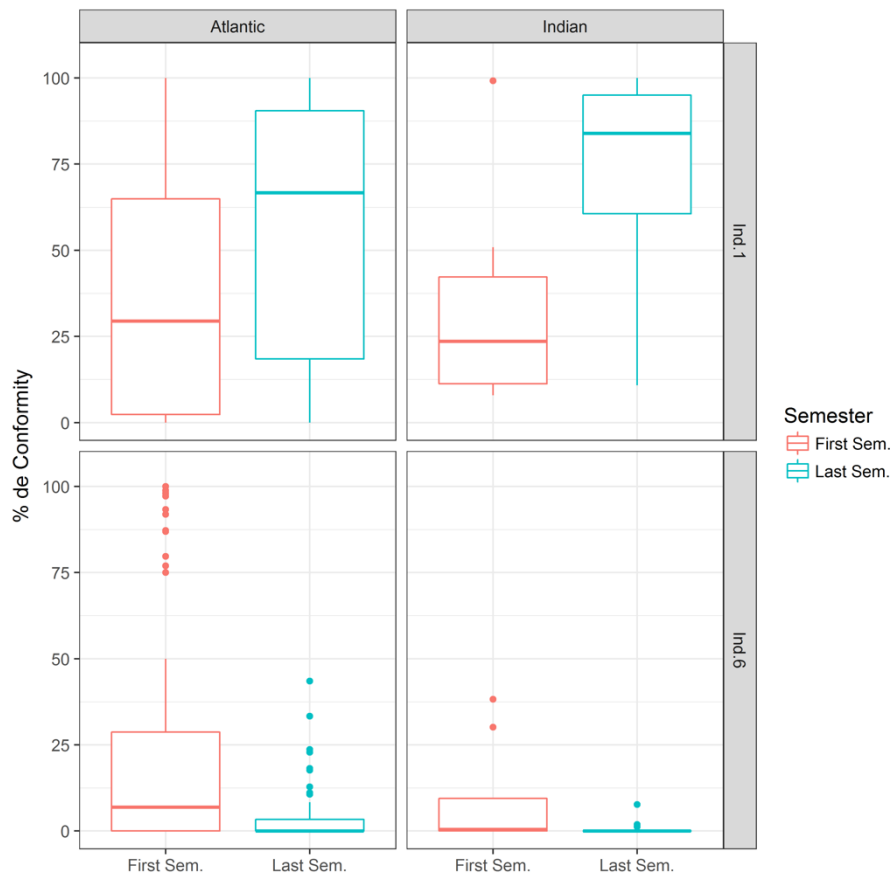 Atlantic
Indian
% de Conformity
100
75
50
25
0
Ind.1
100
75
50
25
0
Ind.6
First Sem.
Last Sem.
First Sem.
Last Sem.
Semester
First Sem.
Last Sem.